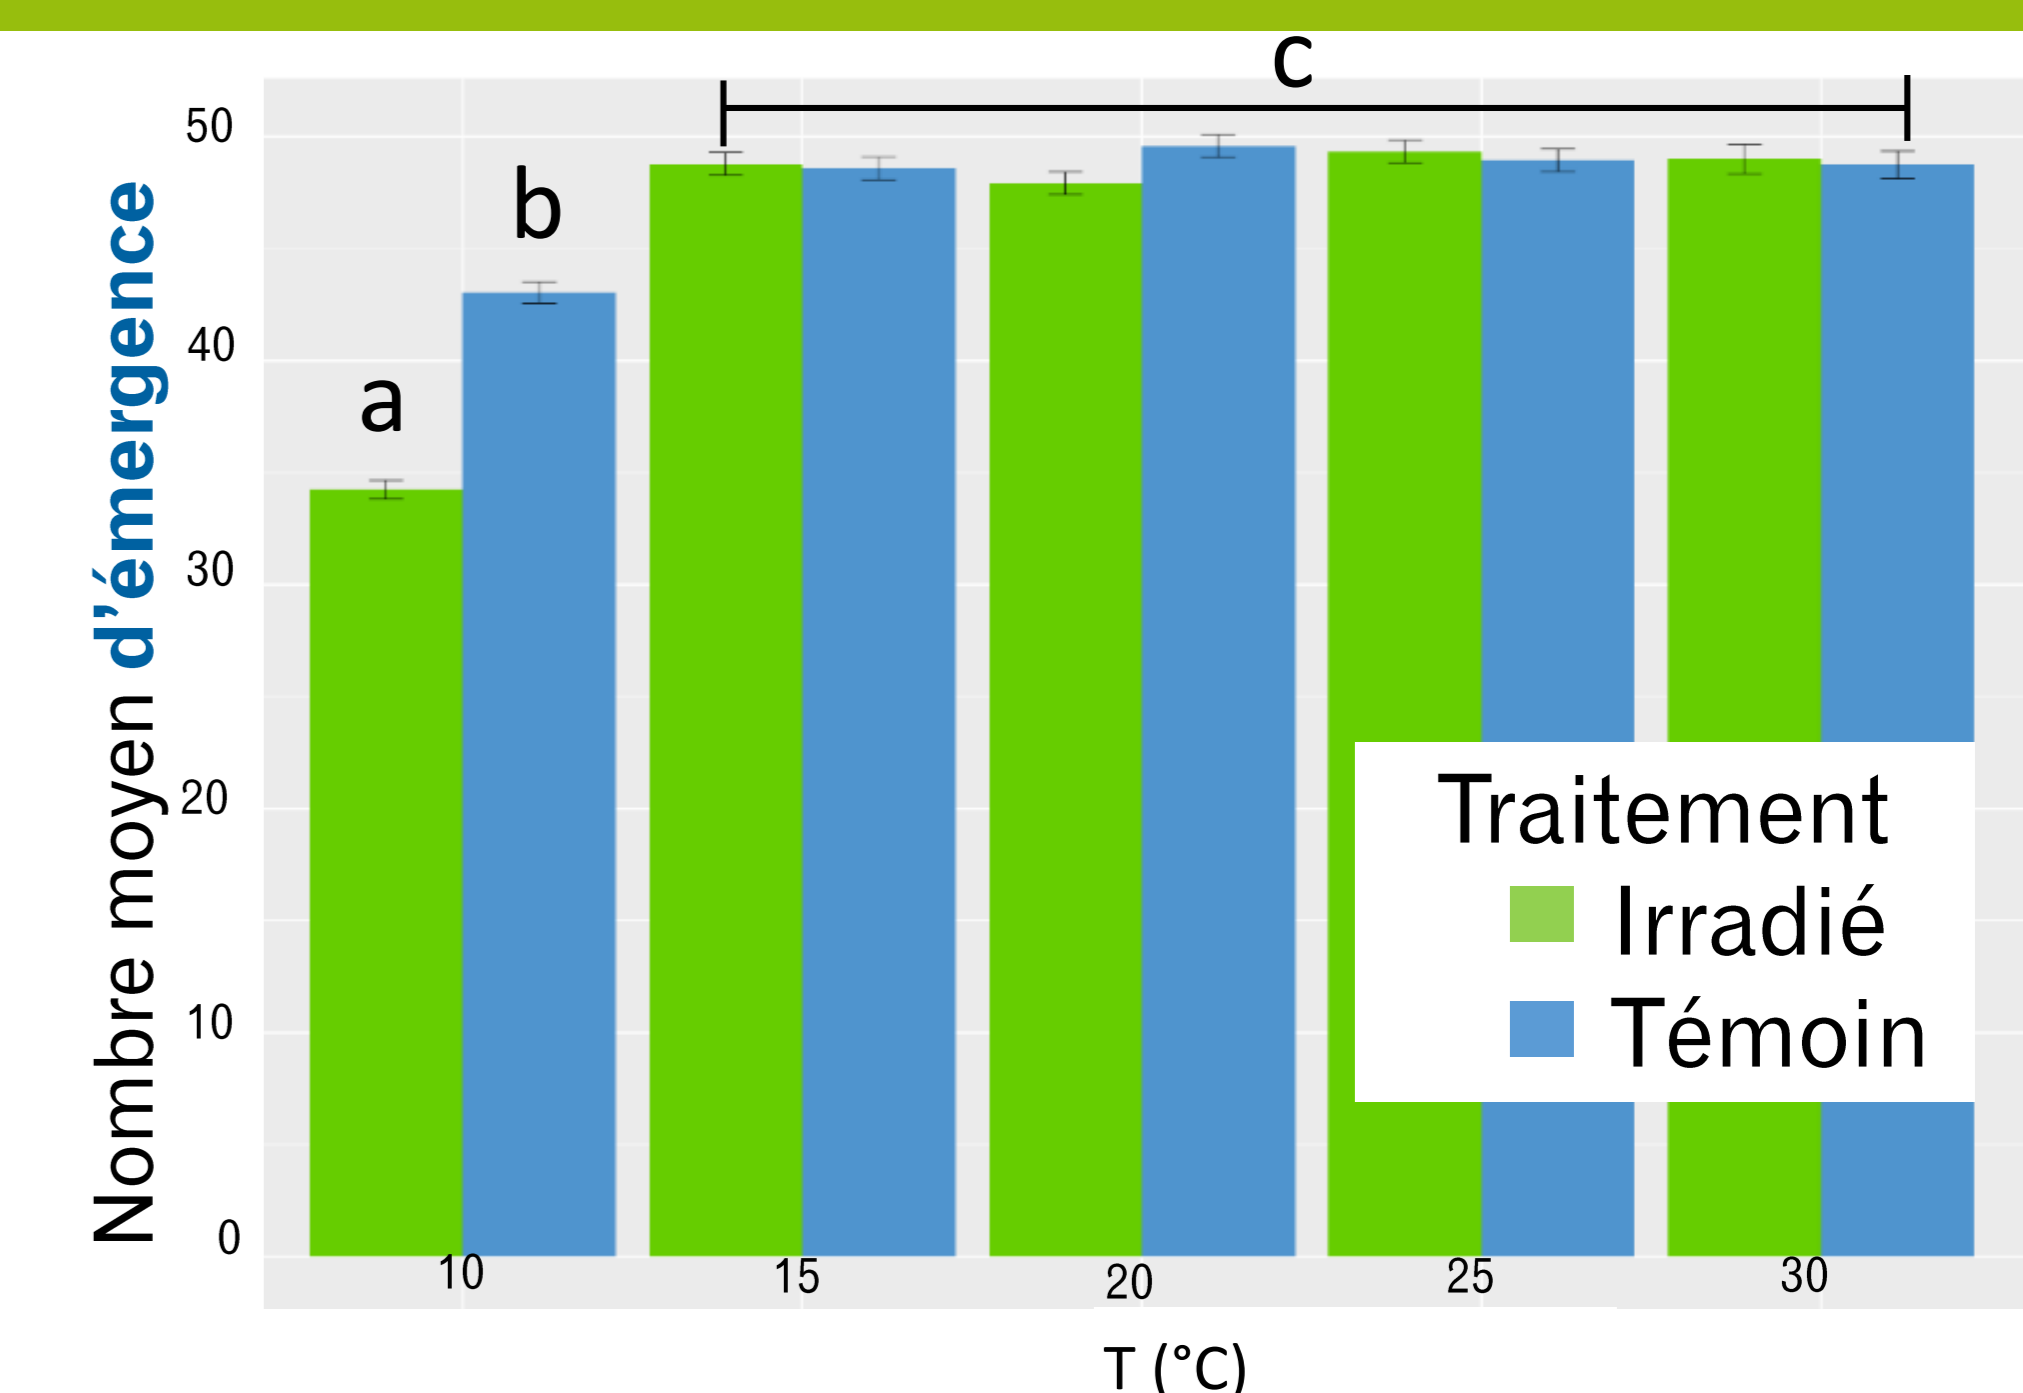 c
50
b
40
a
30
20
10
0
Nombre moyen d’émergence
Traitement
Irradié
Témoin
10 15 20 25 30
T (°C)